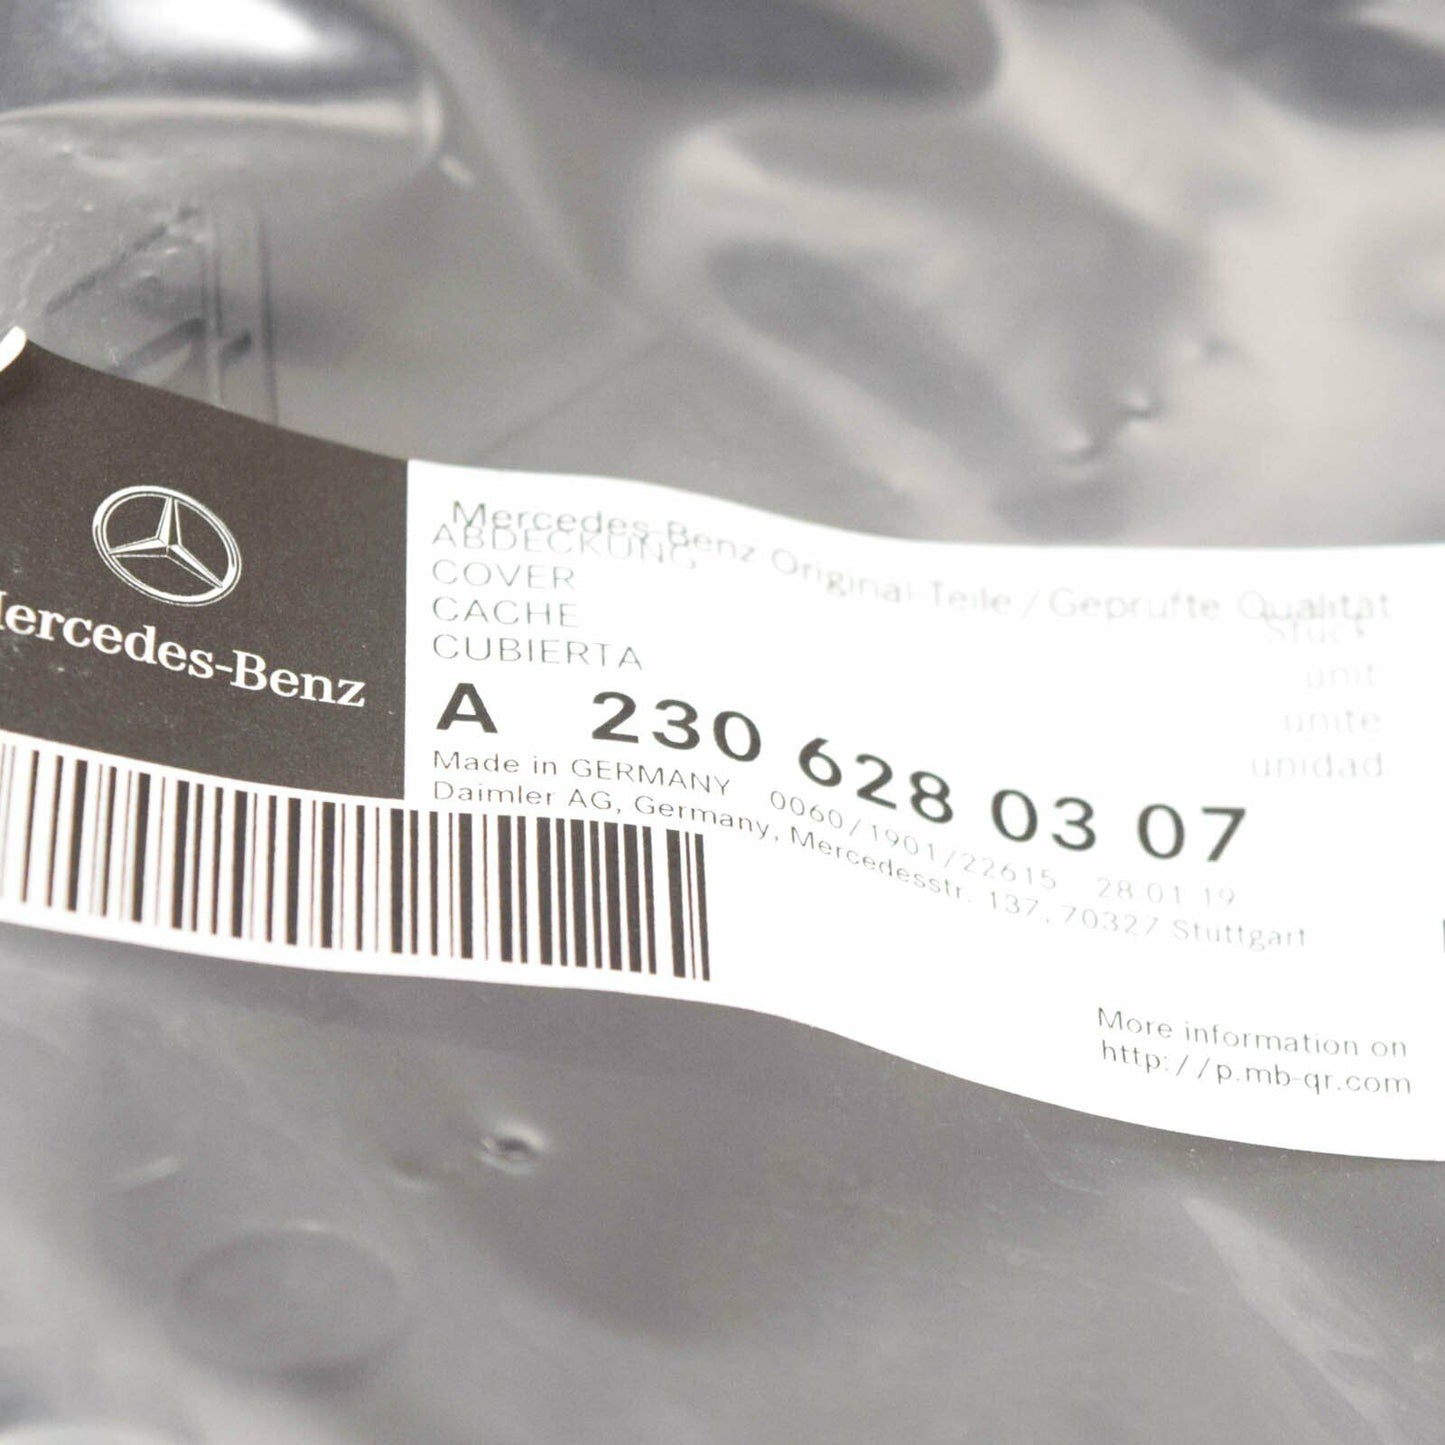 Mercedes-Benz
Mercedes-Benz Original-Teile / Geprüfte Qualität
ABDECKUNG
COVER
CACHE
CUBIERTA
Stück
unit
unite
unidad
A 230 628 03 07
Made in GERMANY 0060/1901/22615 28.01.19
Daimler AG, Germany, Mercedesstr. 137, 70327 Stuttgart
More information on
http://p.mb-qr.com